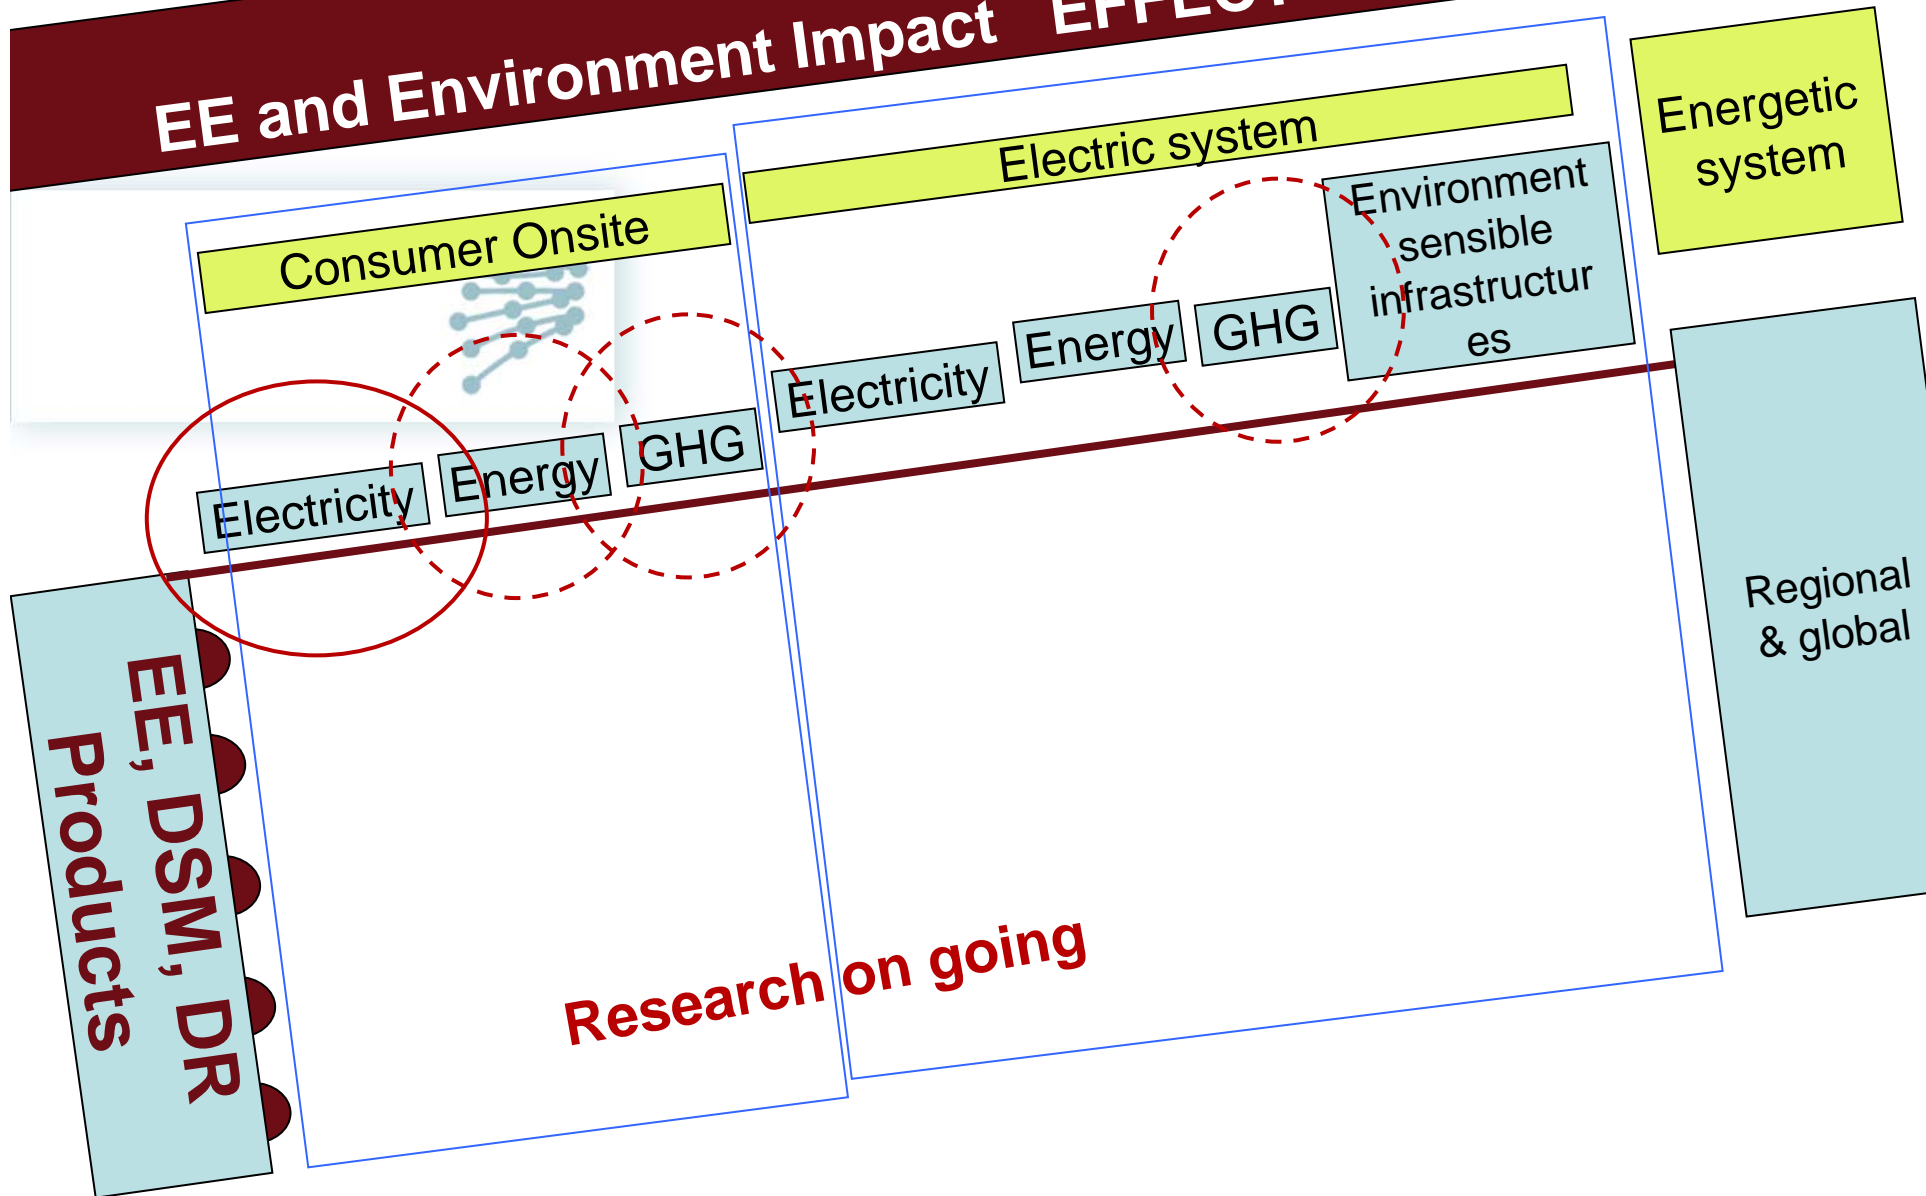 EE and Environment Impact EFFECT
Consumer Onsite
Electric system
Energetic
system
Electricity
Energy
GHG
Electricity
Energy
GHG
Environment
sensible
infrastructur
es
Regional
& global
EE, DSM, DR
Products
Research on going